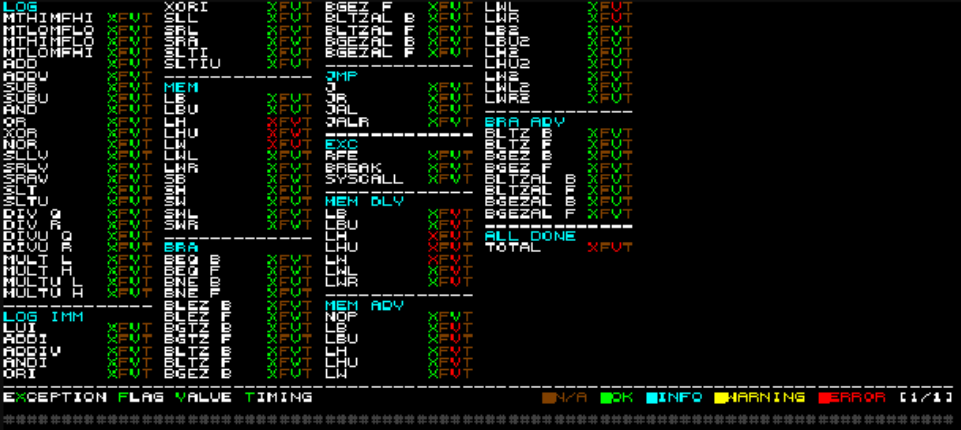 LOG
MTHIMFHI XFVT
MTLOMFLO XFVT
MTHIMFLO XFVT
MTLOMFHI XFVT
ADD XFVT
ADDU XFVT
SUB XFVT
SUBU XFVT
AND XFVT
OR XFVT
XOR XFVT
NOR XFVT
SLLV XFVT
SRLV XFVT
SRAV XFVT
SLT XFVT
SLTU XFVT
DIV Q XFVT
DIV R XFVT
DIVU Q XFVT
DIVU R XFVT
MULT L XFVT
MULT H XFVT
MULTU L XFVT
MULTU H XFVT
LOG IMM
LUI XFVT
ADDI XFVT
ADDIU XFVT
ANDI XFVT
ORI XFVT
XORI XFVT
SLL XFVT
SRL XFVT
SRA XFVT
SLTI XFVT
SLTIU XFVT
MEM
LB XFVT
LBU XFVT
LH XFVT
LHU XFVT
LW XFVT
LWL XFVT
LWR XFVT
SB XFVT
SH XFVT
SW XFVT
SWL XFVT
SWR XFVT
BRA
BEQ B XFVT
BEQ F XFVT
BNE B XFVT
BNE F XFVT
BLEZ B XFVT
BLEZ F XFVT
BGTZ B XFVT
BGTZ F XFVT
BLTZ B XFVT
BLTZ F XFVT
BGEZ B XFVT
BGEZ F XFVT
BLTZAL B XFVT
BLTZAL F XFVT
BGEZAL B XFVT
BGEZAL F XFVT
JMP
J XFVT
JR XFVT
JAL XFVT
JALR XFVT
EXC
RFE XFVT
BREAK XFVT
SYSCALL XFVT
MEM DLY
LB XFVT
LBU XFVT
LH XFVT
LHU XFVT
LW XFVT
LWL XFVT
LWR XFVT
MEM ADV
NOP XFVT
LB XFVT
LBU XFVT
LH XFVT
LHU XFVT
LW XFVT
LWL XFVT
LWR XFVT
LB2 XFVT
LBU2 XFVT
LH2 XFVT
LHU2 XFVT
LW2 XFVT
LWL2 XFVT
LWR2 XFVT
BRA ADV
BLTZ B XFVT
BLTZ F XFVT
BGEZ B XFVT
BGEZ F XFVT
BLTZAL B XFVT
BLTZAL F XFVT
BGEZAL B XFVT
BGEZAL F XFVT
ALL DONE
TOTAL XFVT
EXCEPTION FLAG VALUE TIMING N/A OK INFO WARNING ERROR [1/1]